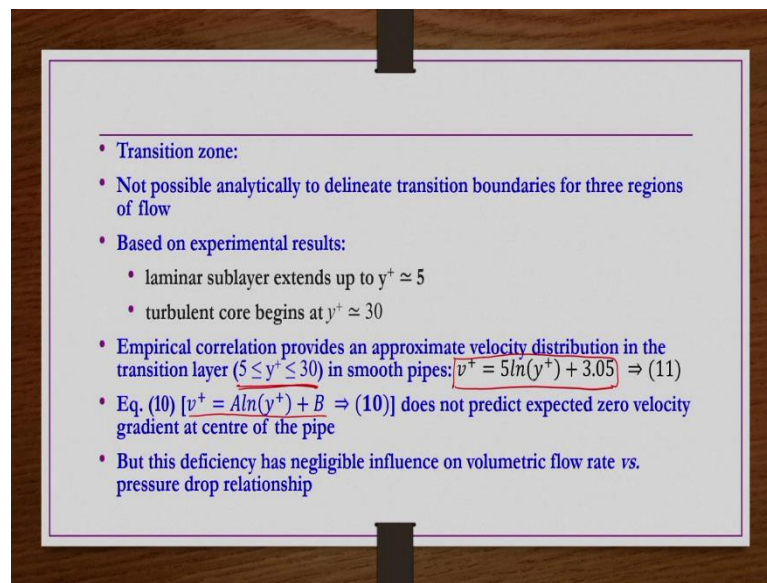 • Transition zone:
• Not possible analytically to delineate transition boundaries for three regions
of flow
• Based on experimental results:
• laminar sublayer extends up to y⁺ ≃ 5
• turbulent core begins at y⁺ ≃ 30
• Empirical correlation provides an approximate velocity distribution in the
transition layer (5 ≤ y⁺ ≤ 30) in smooth pipes: v⁺ = 5ln(y⁺) + 3.05 ⇒ (11)
• Eq. (10) [v⁺ = Aln(y⁺) + B ⇒ (10)] does not predict expected zero velocity
gradient at centre of the pipe
• But this deficiency has negligible influence on volumetric flow rate vs.
pressure drop relationship